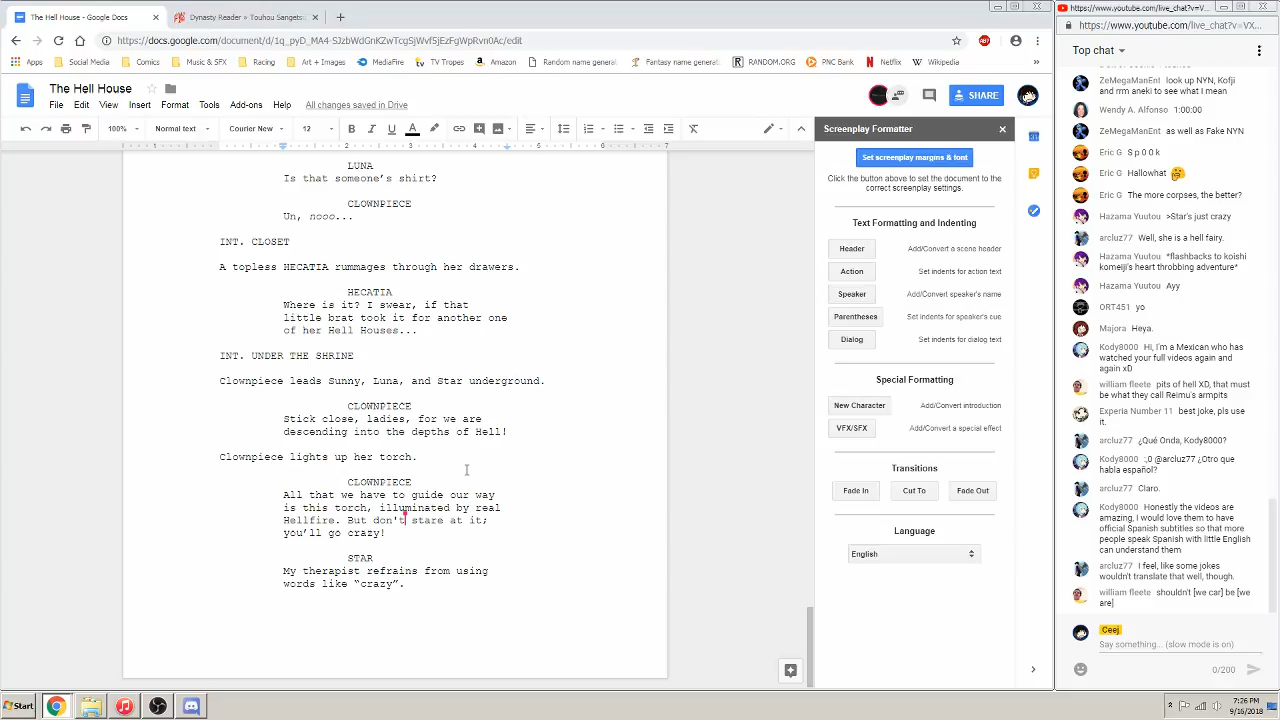 The Hell House
Dynasty Reader » Touhou Sangets
https://www.youtube.com/live_chat?v=V...
https://docs.google.com/document/d/1q_pyD_MA4-SJzbWdGnKZwTcgSjWvf5jEzFgWpRvn0Ac/edit
https://www.youtube.com/live_chat?v=VX...
Apps Social Media Comics Music & SFX Racing Art + Images MediaFire TV Tropes Amazon Random name general... Fantasy name general... RANDOM.ORG PNC Bank Netflix Wikipedia
The Hell House
SHARE
File Edit View Insert Format Tools Add-ons Help All changes saved in Drive
100% Normal text Courier New 12
1 2 3 4 5 6 7
LUNA
Is that someone's shirt?
CLOWNPIECE
Un, nooo...
INT. CLOSET
A topless HECATIA rummages through her drawers.
HECATIA
Where is it? I swear, if that
little brat took it for another one
of her Hell Houses...
INT. UNDER THE SHRINE
Clownpiece leads Sunny, Luna, and Star underground.
CLOWNPIECE
Stick close, ladies, for we are
descending into the depths of Hell!
Clownpiece lights up her torch.
CLOWNPIECE
All that we have to guide our way
is this torch, illuminated by real
Hellfire. But don't stare at it;
you'll go crazy!
STAR
My therapist refrains from using
words like “crazy”.
Screenplay Formatter
Set screenplay margins & font
Click the button above to set the document to the
correct screenplay settings.
Text Formatting and Indenting
Header Add/Convert a scene header
Action Set indents for action text
Speaker Add/Convert speaker's name
Parentheses Set indents for speaker's cue
Dialog Set indents for dialog text
Special Formatting
New Character Add/Convert introduction
VFX/SFX Add/Convert a special effect
Transitions
Fade In Cut To Fade Out
Language
English
Top chat
ZeMegaManEnt look up NYN, Kofji
and rrm aneki to see what I mean
Wendy A. Alfonso 1:00:00
ZeMegaManEnt as well as Fake NYN
Eric G S p 0 0 k
Eric G Hallowhat
Eric G The more corpses, the better?
Hazama Yuutou >Star's just crazy
arcluz77 Well, she is a hell fairy.
Hazama Yuutou *flashbacks to koishi
komeiji's heart throbbing adventure*
Hazama Yuutou Ayy
ORT451 yo
Majora Heya.
Kody8000 Hi, I'm a Mexican who has
watched your full videos again and
again xD
william fleete pits of hell XD, that must
be what they call Reimu's armpits
Experia Number 11 best joke, pls use
it.
arcluz77 ¿Qué Onda, Kody8000?
Kody8000 :,0 @arcluz77 ¿Otro que
habla español?
arcluz77 Claro.
Kody8000 Honestly the videos are
amazing, I would love them to have
official Spanish subtitles so that more
people speak Spanish with little English
can understand them
arcluz77 I feel, like some jokes
wouldn't translate that well, though.
william fleete shouldn't [we car] be [we
are]
Ceej
Say something... (slow mode is on)
0/200
Start
7:26 PM
9/16/2018